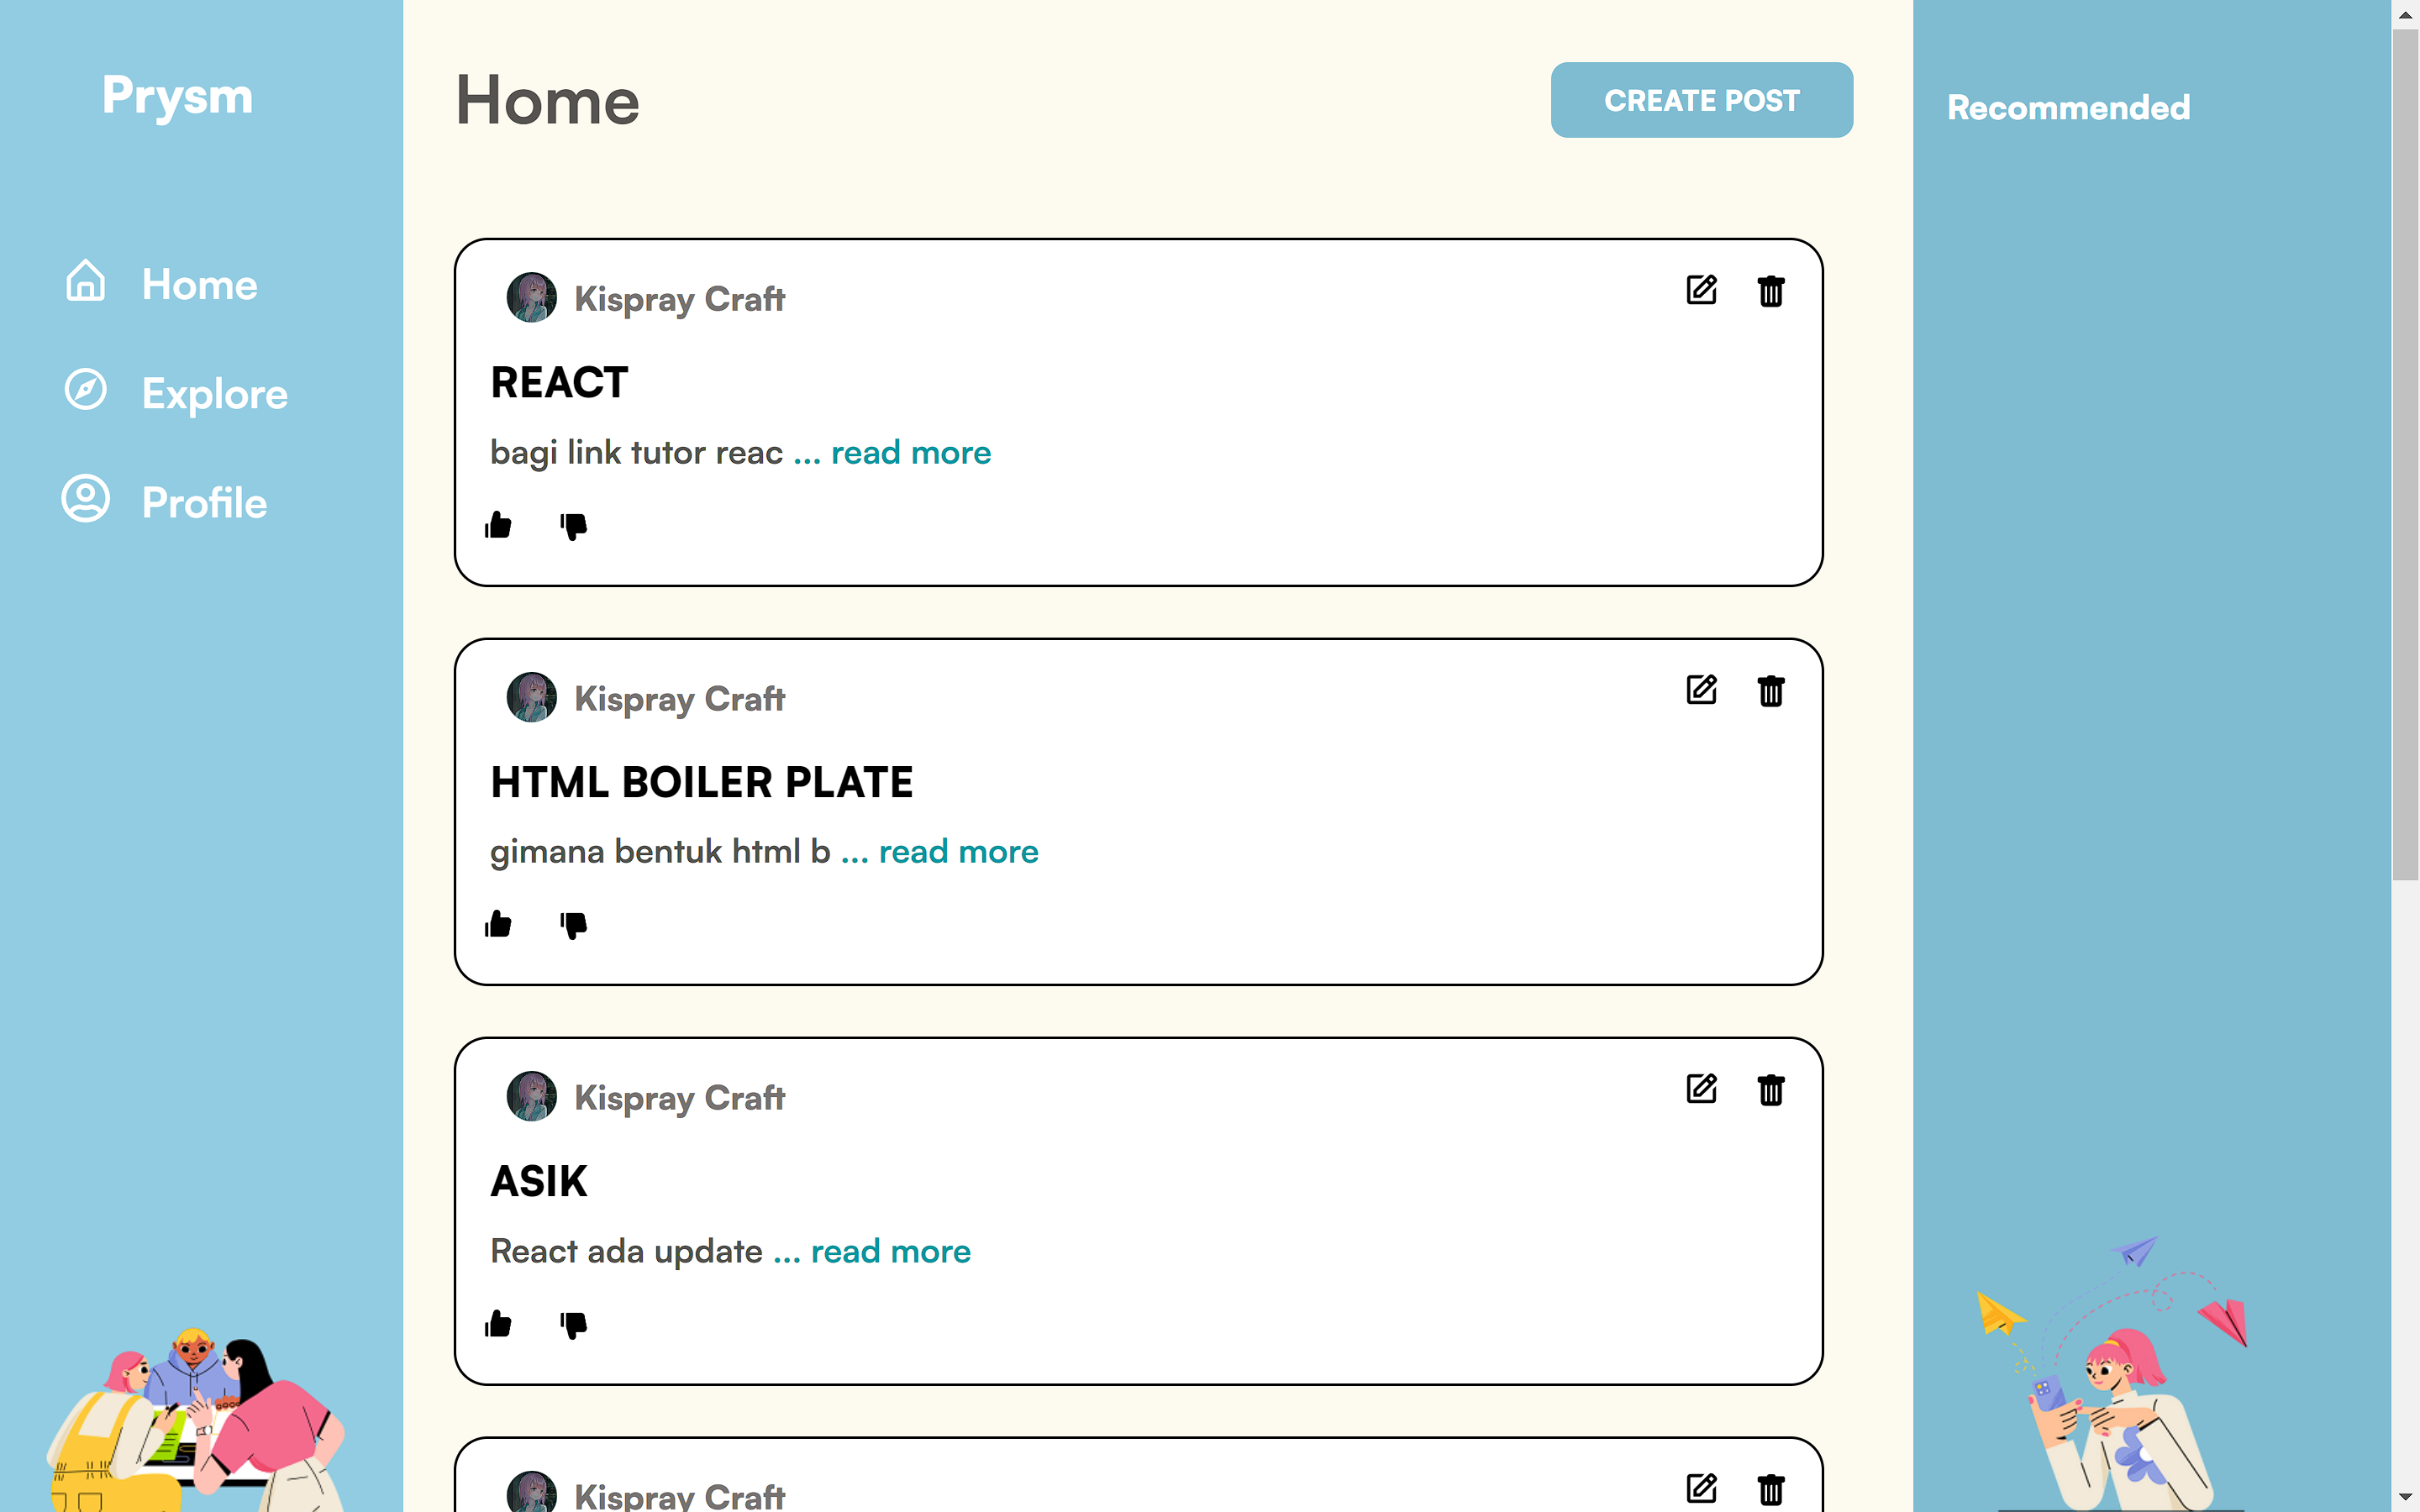 Prysm
Home
Explore
Profile
Home
CREATE POST
Kispray Craft
REACT
bagi link tutor reac ... read more
Kispray Craft
HTML BOILER PLATE
gimana bentuk html b ... read more
Kispray Craft
ASIK
React ada update ... read more
Kispray Craft
Recommended